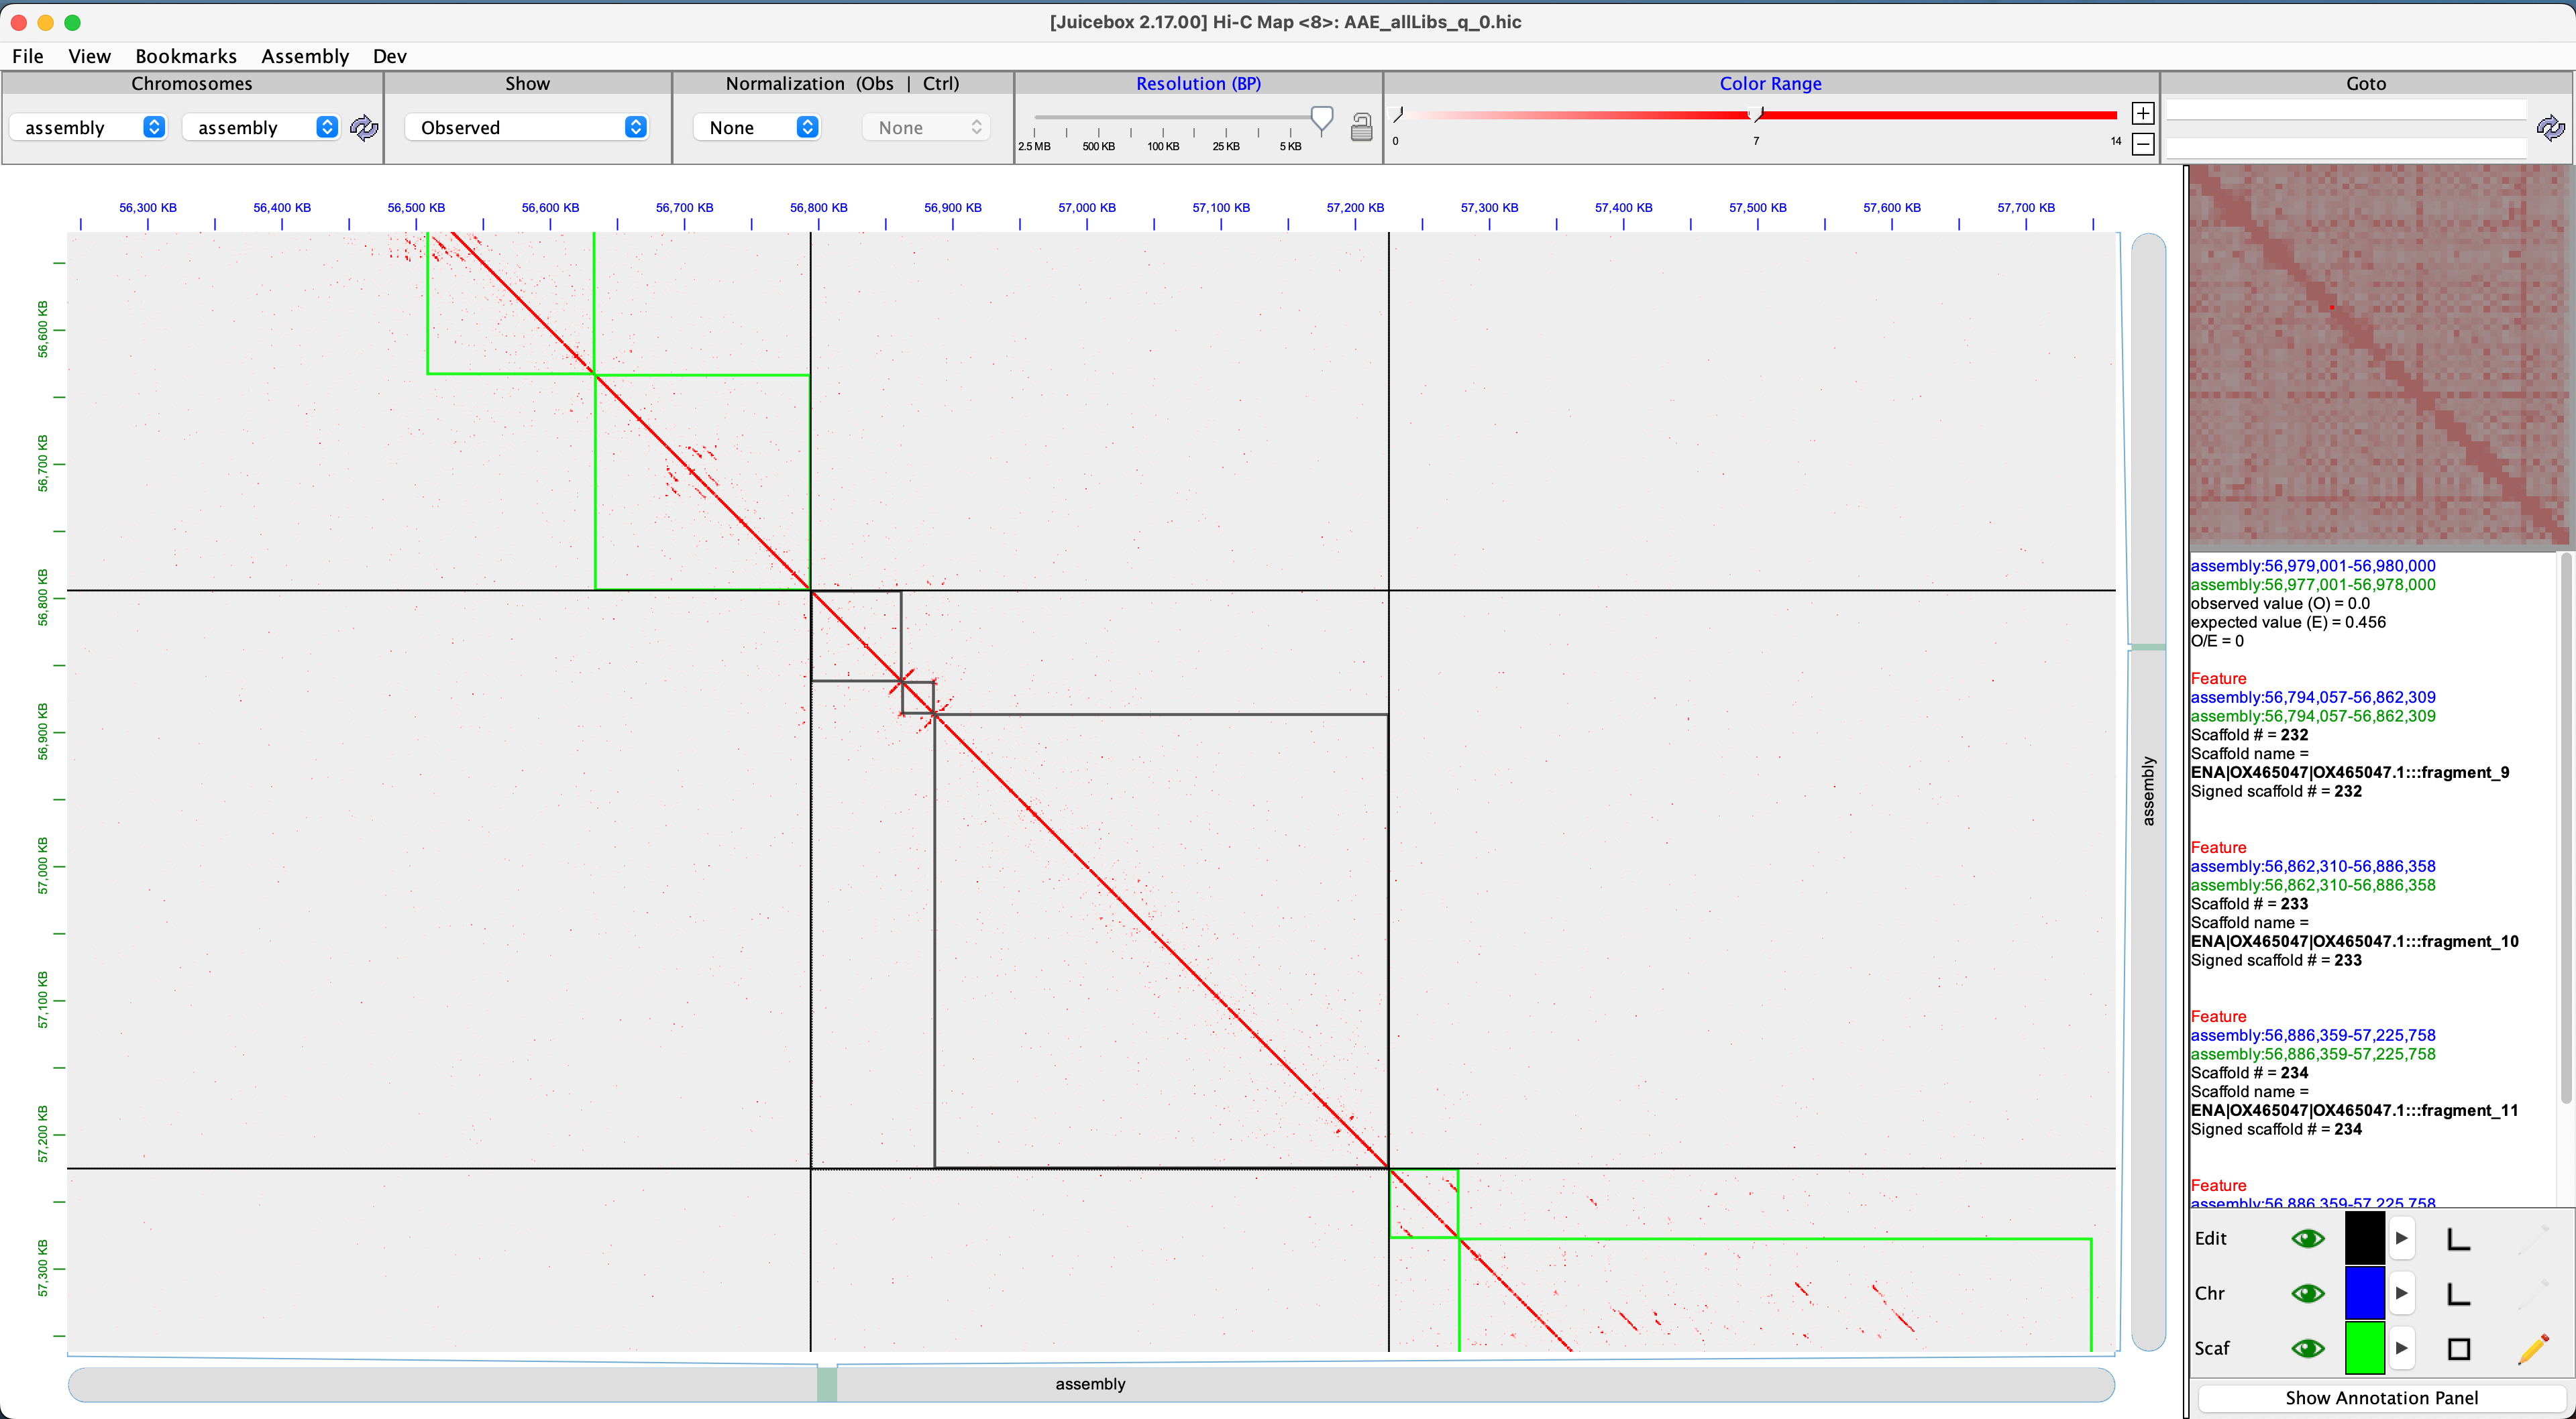 [Juicebox 2.17.00] Hi-C Map <8>: AAE_allLibs_q_0.hic
File View Bookmarks Assembly Dev
Chromosomes Show Normalization (Obs | Ctrl) Resolution (BP) Color Range Goto
assembly assembly Observed None None
2.5 MB 500 KB 100 KB 25 KB 5 KB
0 7 14
56,300 KB 56,400 KB 56,500 KB 56,600 KB 56,700 KB 56,800 KB 56,900 KB 57,000 KB 57,100 KB 57,200 KB 57,300 KB 57,400 KB 57,500 KB 57,600 KB 57,700 KB
56,600 KB
56,700 KB
56,800 KB
56,900 KB
57,000 KB
57,100 KB
57,200 KB
57,300 KB
assembly
assembly
assembly:56,979,001-56,980,000
assembly:56,977,001-56,978,000
observed value (O) = 0.0
expected value (E) = 0.456
O/E = 0
Feature
assembly:56,794,057-56,862,309
assembly:56,794,057-56,862,309
Scaffold # = 232
Scaffold name =
ENA|OX465047|OX465047.1:::fragment_9
Signed scaffold # = 232
Feature
assembly:56,862,310-56,886,358
assembly:56,862,310-56,886,358
Scaffold # = 233
Scaffold name =
ENA|OX465047|OX465047.1:::fragment_10
Signed scaffold # = 233
Feature
assembly:56,886,359-57,225,758
assembly:56,886,359-57,225,758
Scaffold # = 234
Scaffold name =
ENA|OX465047|OX465047.1:::fragment_11
Signed scaffold # = 234
Feature
assembly:56,886,359-57,225,758
Edit
Chr
Scaf
Show Annotation Panel